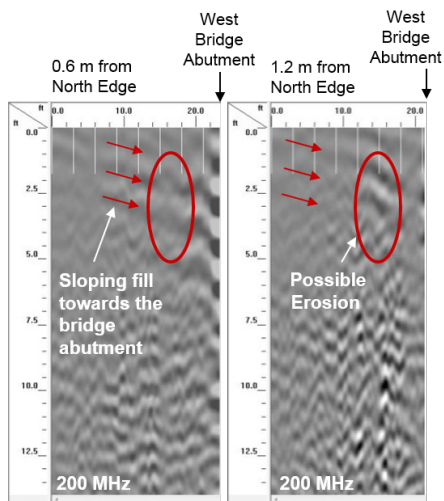 West
Bridge
Abutment
0.6 m from
North Edge
ft
0.0 10.0 20.0
ft
0.0
2.5
5.0
7.5
10.0
12.5
Sloping fill
towards the
bridge
abutment
200 MHz
West
Bridge
Abutment
1.2 m from
North Edge
ft
0.0 10.0 20.0
ft
0.0
2.5
5.0
7.5
10.0
12.5
Possible
Erosion
200 MHz